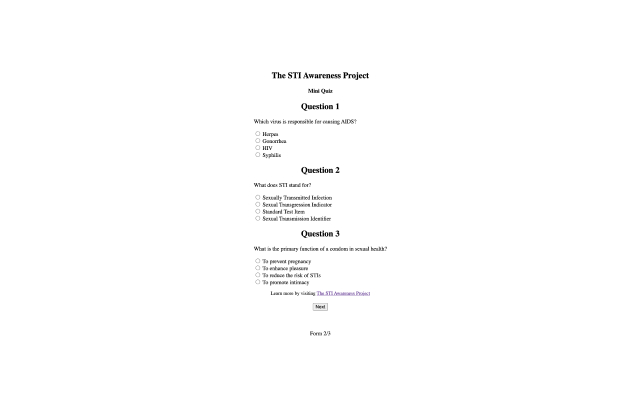 The STI Awareness Project
Mini Quiz
Question 1
Which virus is responsible for causing AIDS?
Herpes
Gonorrhea
HIV
Syphilis
Question 2
What does STI stand for?
Sexually Transmitted Infection
Sexual Transgression Indicator
Standard Test Item
Sexual Transmission Identifier
Question 3
What is the primary function of a condom in sexual health?
To prevent pregnancy
To enhance pleasure
To reduce the risk of STIs
To promote intimacy
Learn more by visiting The STI Awareness Project
Next
Form 2/3